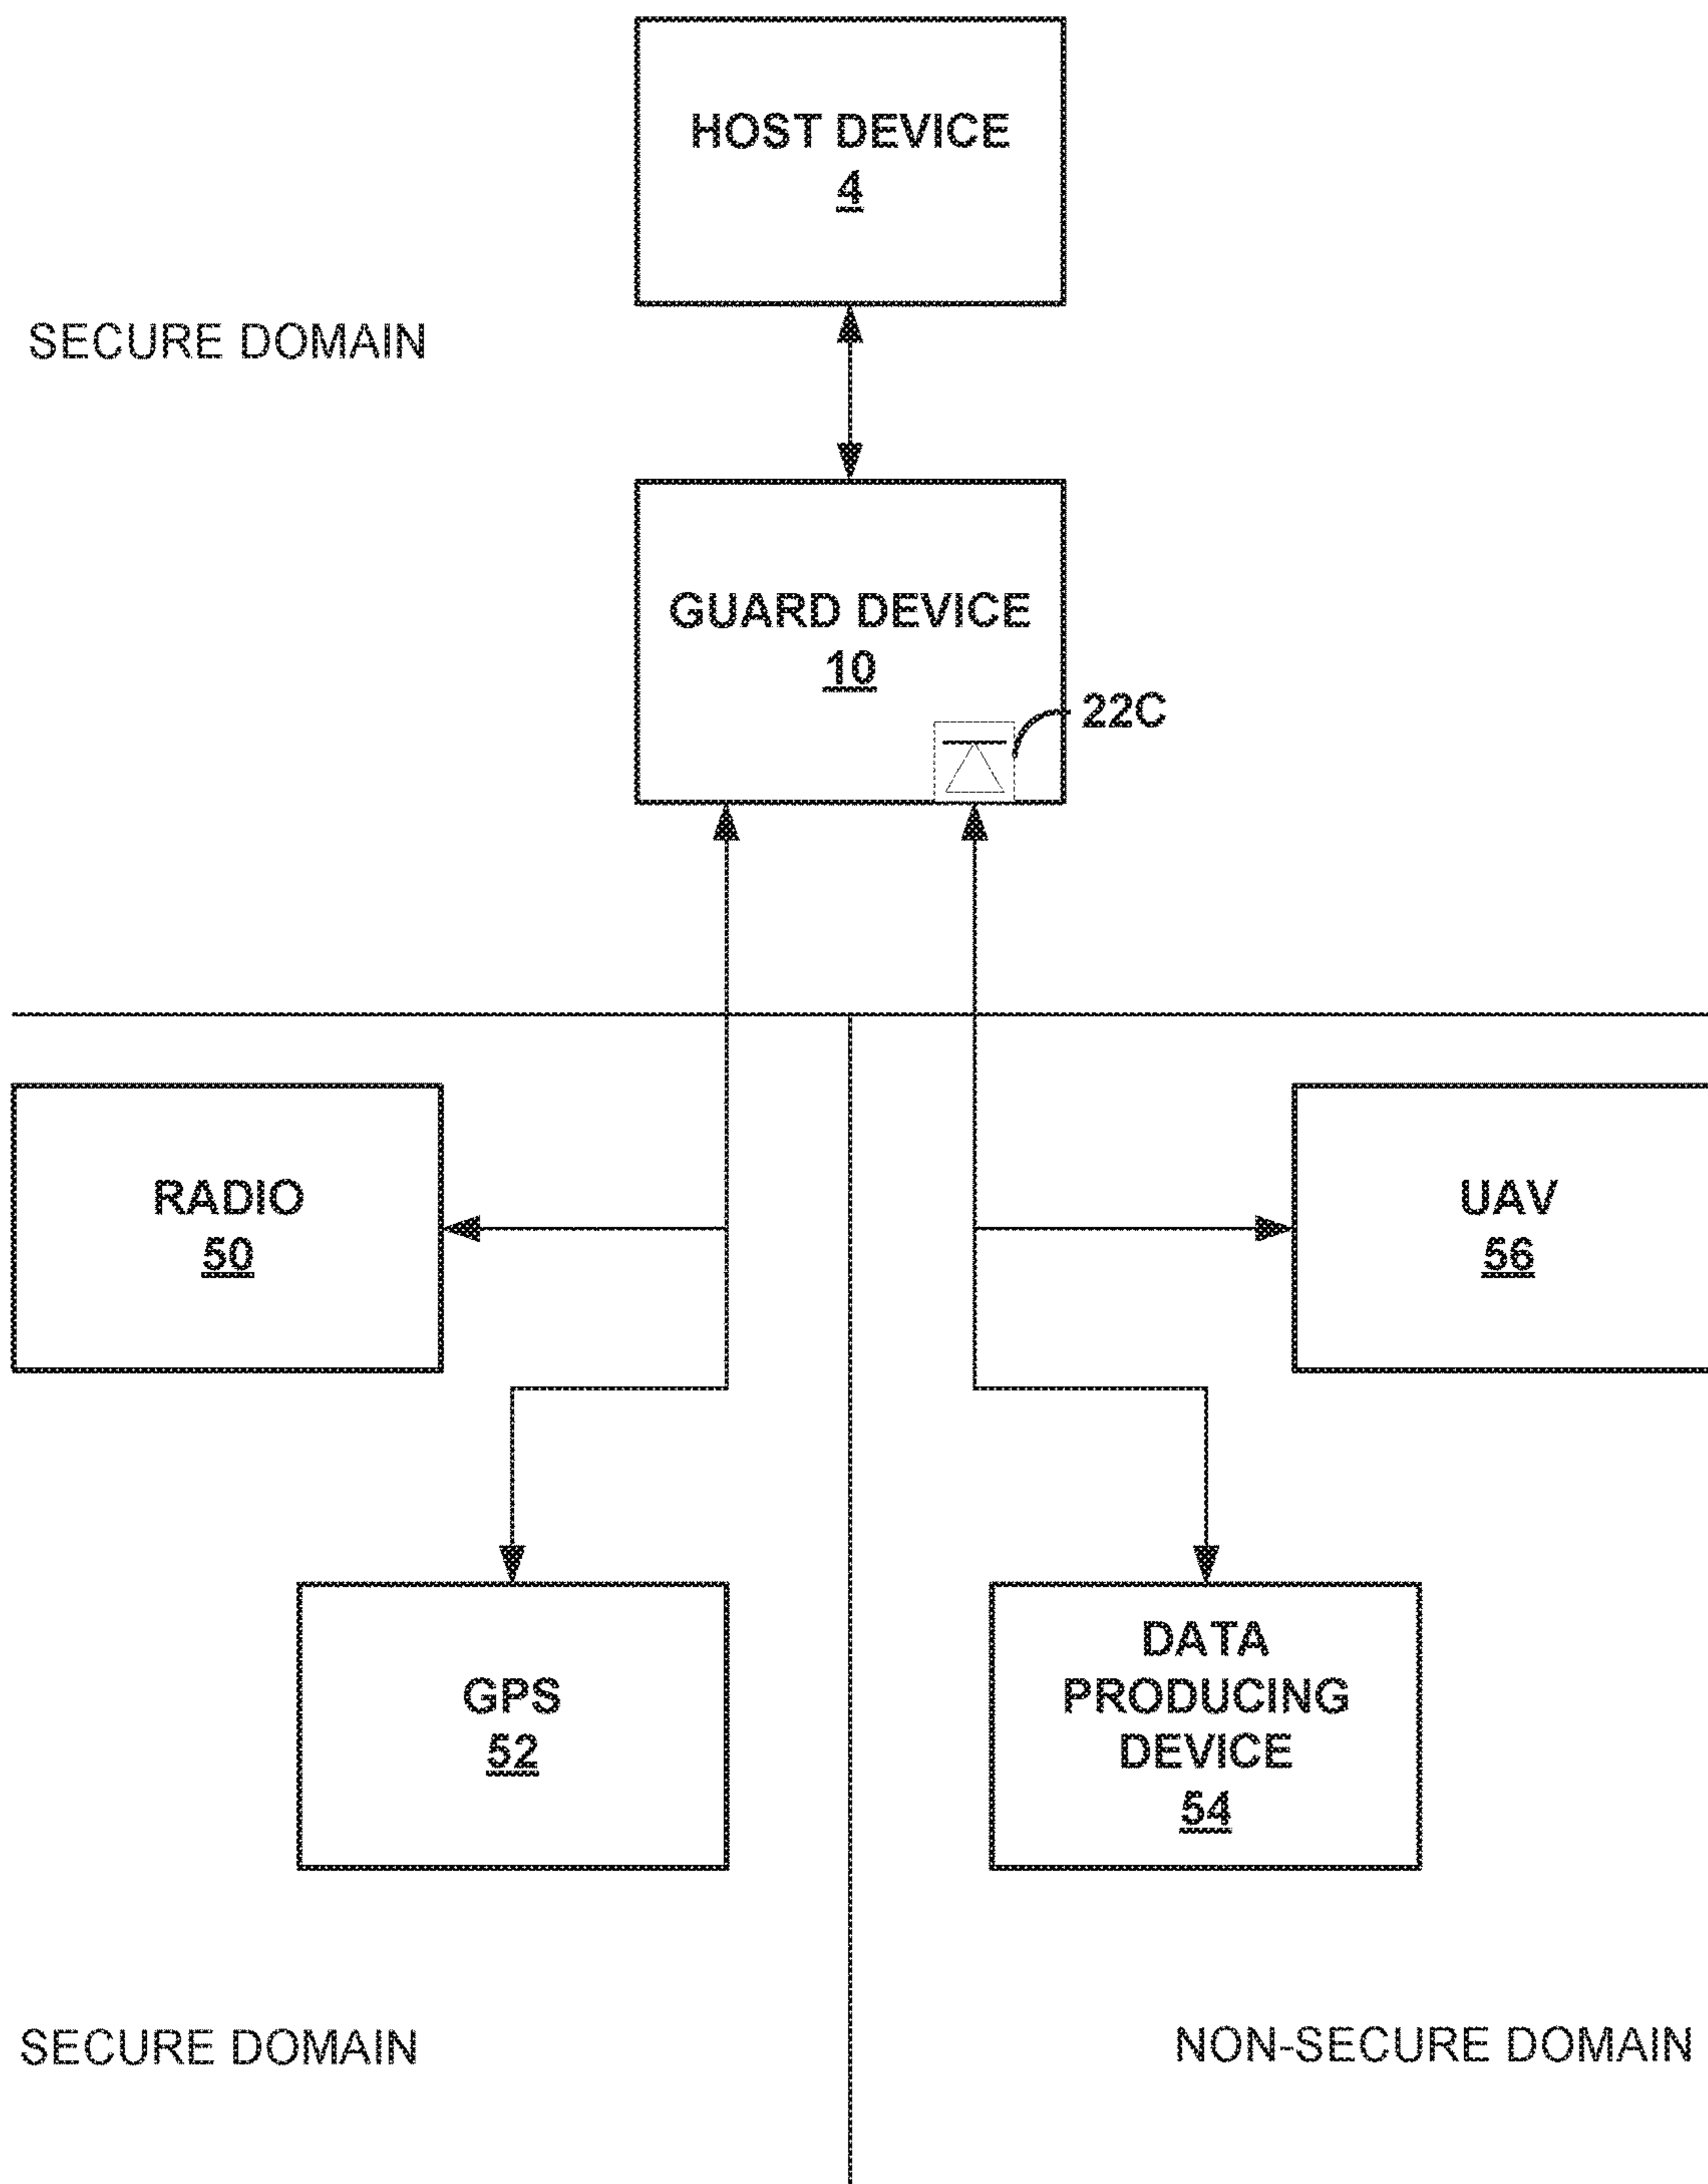 HOST DEVICE
4
SECURE DOMAIN
GUARD DEVICE
10
22C
RADIO
50
UAV
56
GPS
52
DATA
PRODUCING
DEVICE
54
SECURE DOMAIN
NON-SECURE DOMAIN